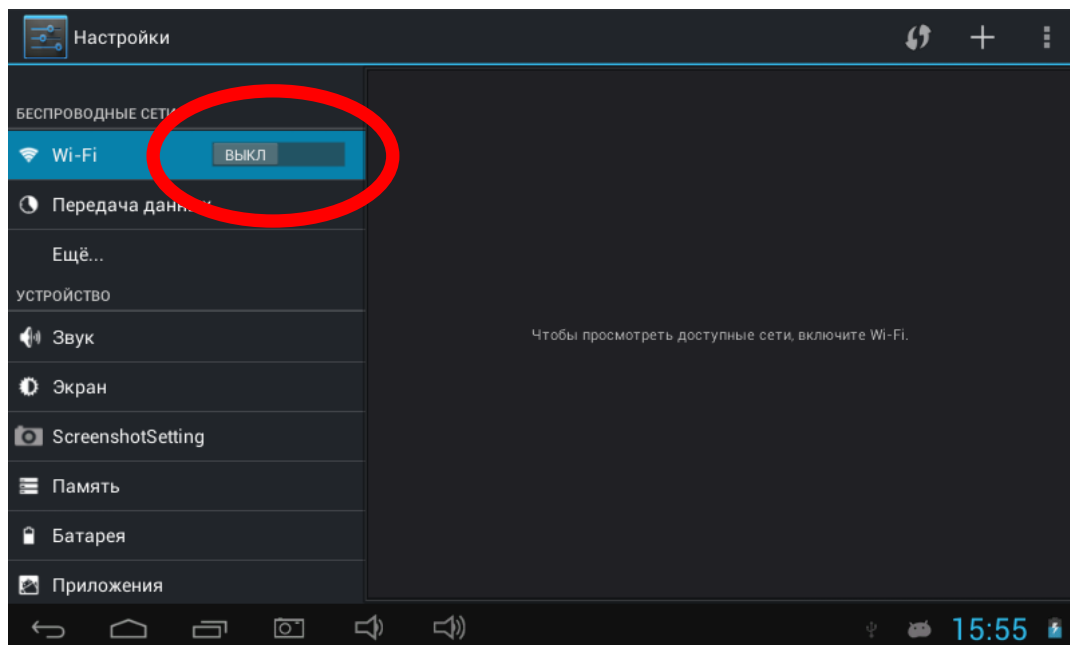 Настройки
БЕСПРОВОДНЫЕ СЕТИ
Wi-Fi
ВЫКЛ
Передача данных
Ещё...
УСТРОЙСТВО
Звук
Чтобы просмотреть доступные сети, включите Wi-Fi.
Экран
ScreenshotSetting
Память
Батарея
Приложения
15:55